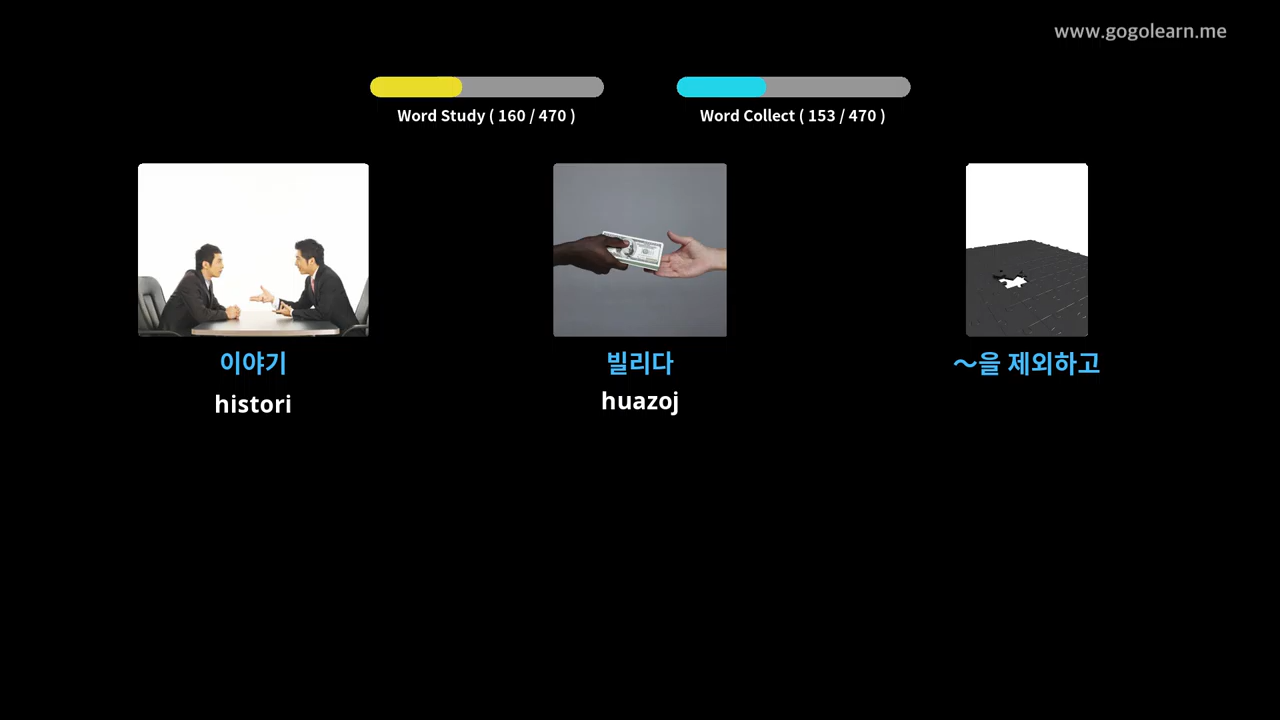 www.gogolearn.me
Word Study ( 160 / 470 )
Word Collect ( 153 / 470 )
이야기
빌리다
～을 제외하고
histori
huazoj